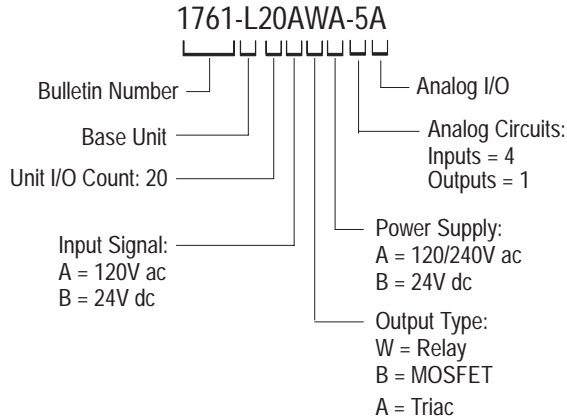 1761-L20AWA-5A
Bulletin Number
Base Unit
Unit I/O Count: 20
Input Signal:
A = 120V ac
B = 24V dc
Analog I/O
Analog Circuits:
Inputs = 4
Outputs = 1
Power Supply:
A = 120/240V ac
B = 24V dc
Output Type:
W = Relay
B = MOSFET
A = Triac